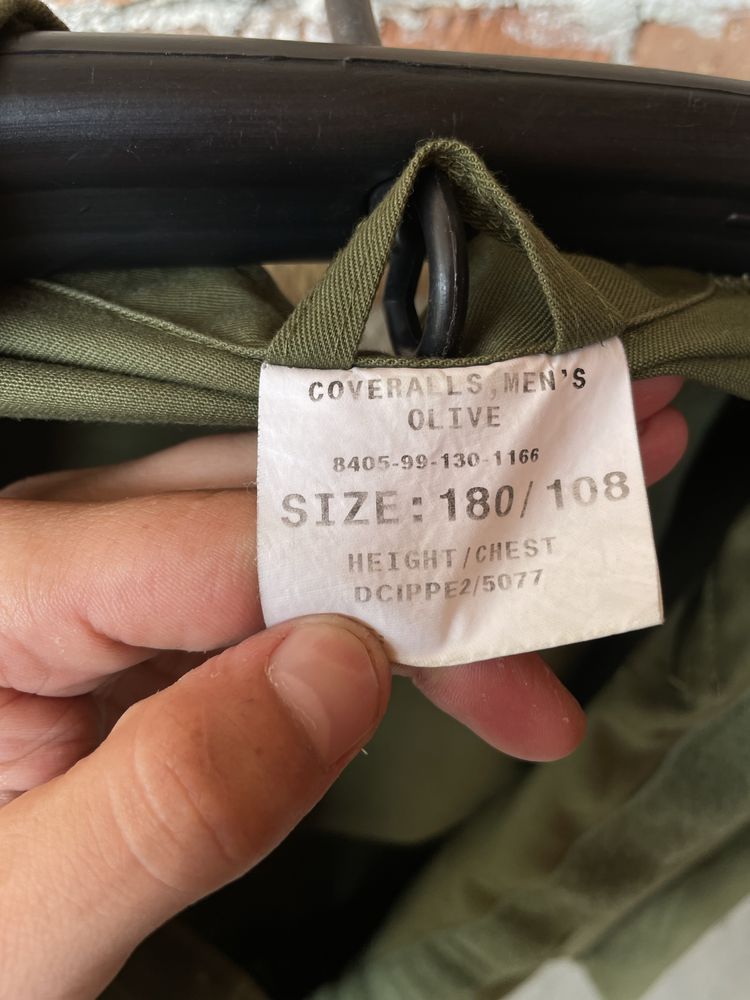 COVERALLS,MEN'S
OLIVE
8405-99-130-1166
SIZE: 180/108
HEIGHT/CHEST
DCIPPE2/5077